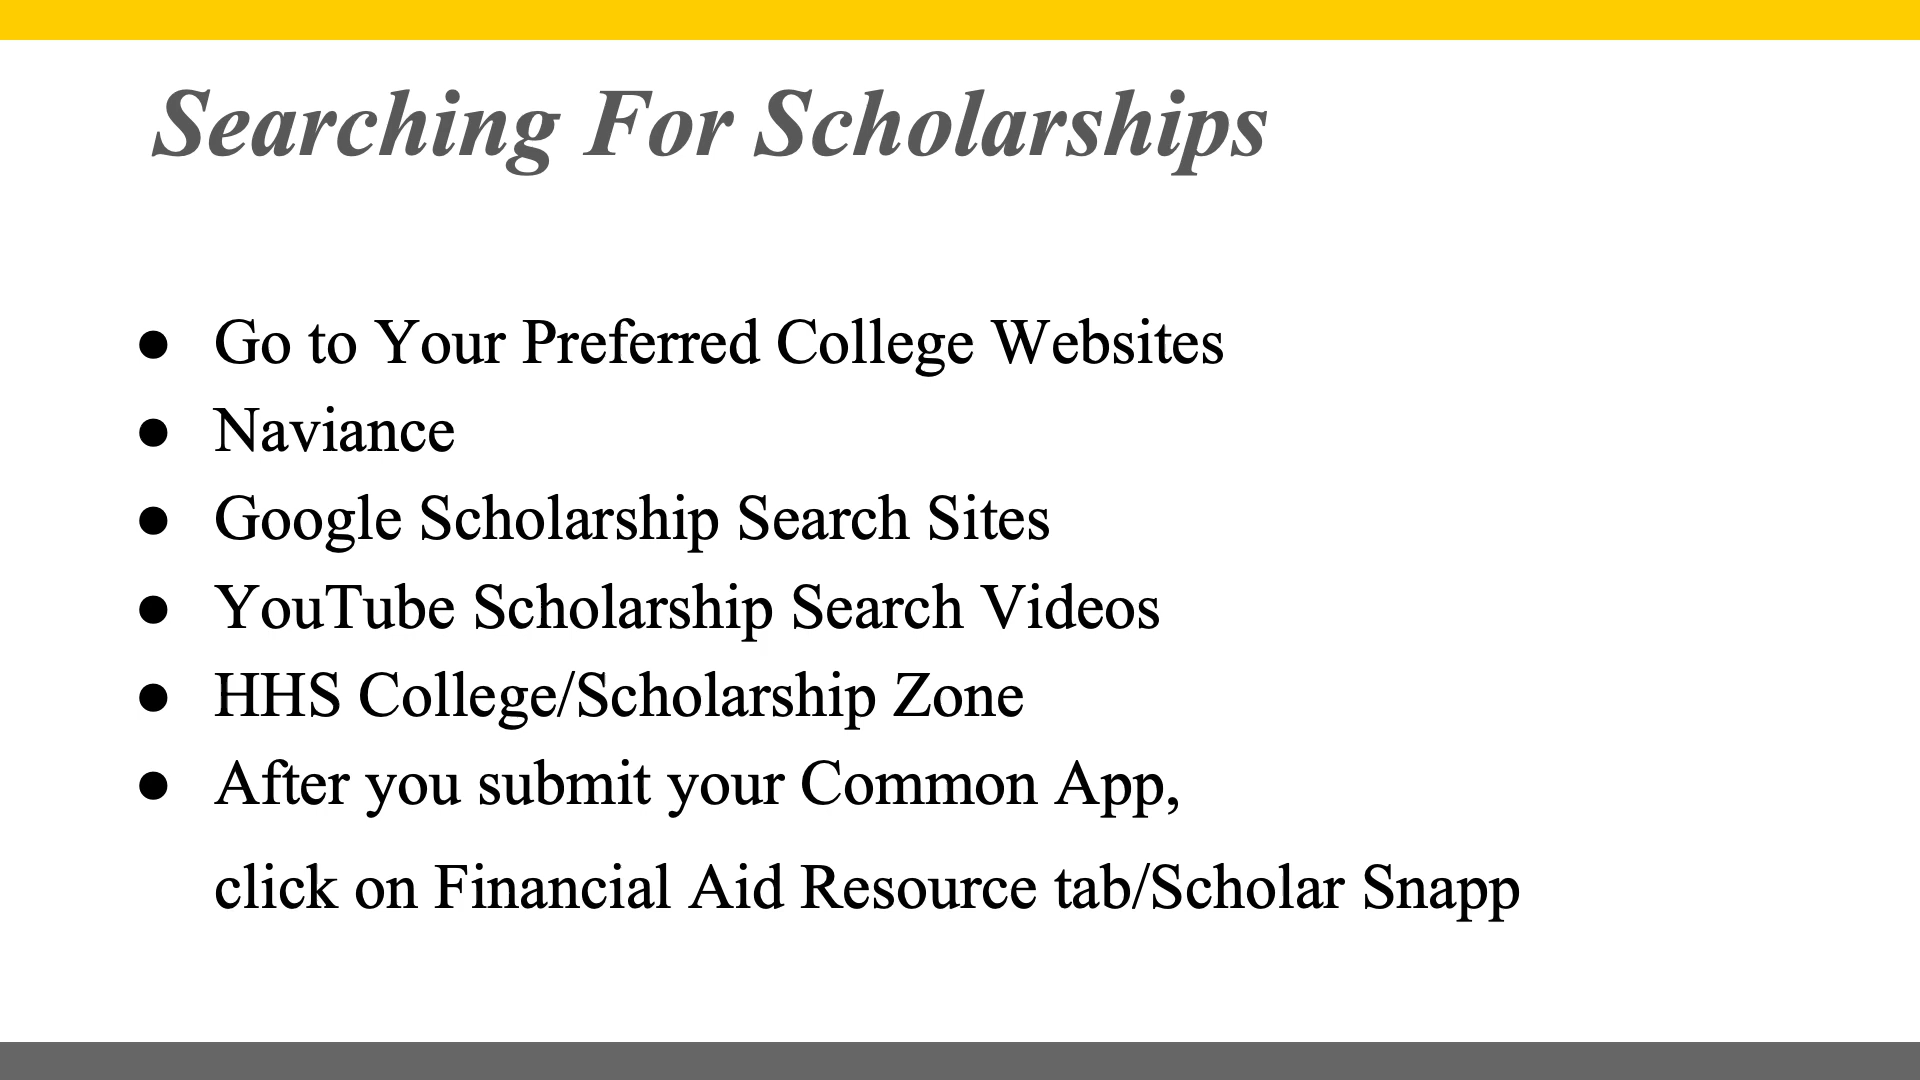 Searching For Scholarships
● Go to Your Preferred College Websites
● Naviance
● Google Scholarship Search Sites
● YouTube Scholarship Search Videos
● HHS College/Scholarship Zone
● After you submit your Common App,
click on Financial Aid Resource tab/Scholar Snapp